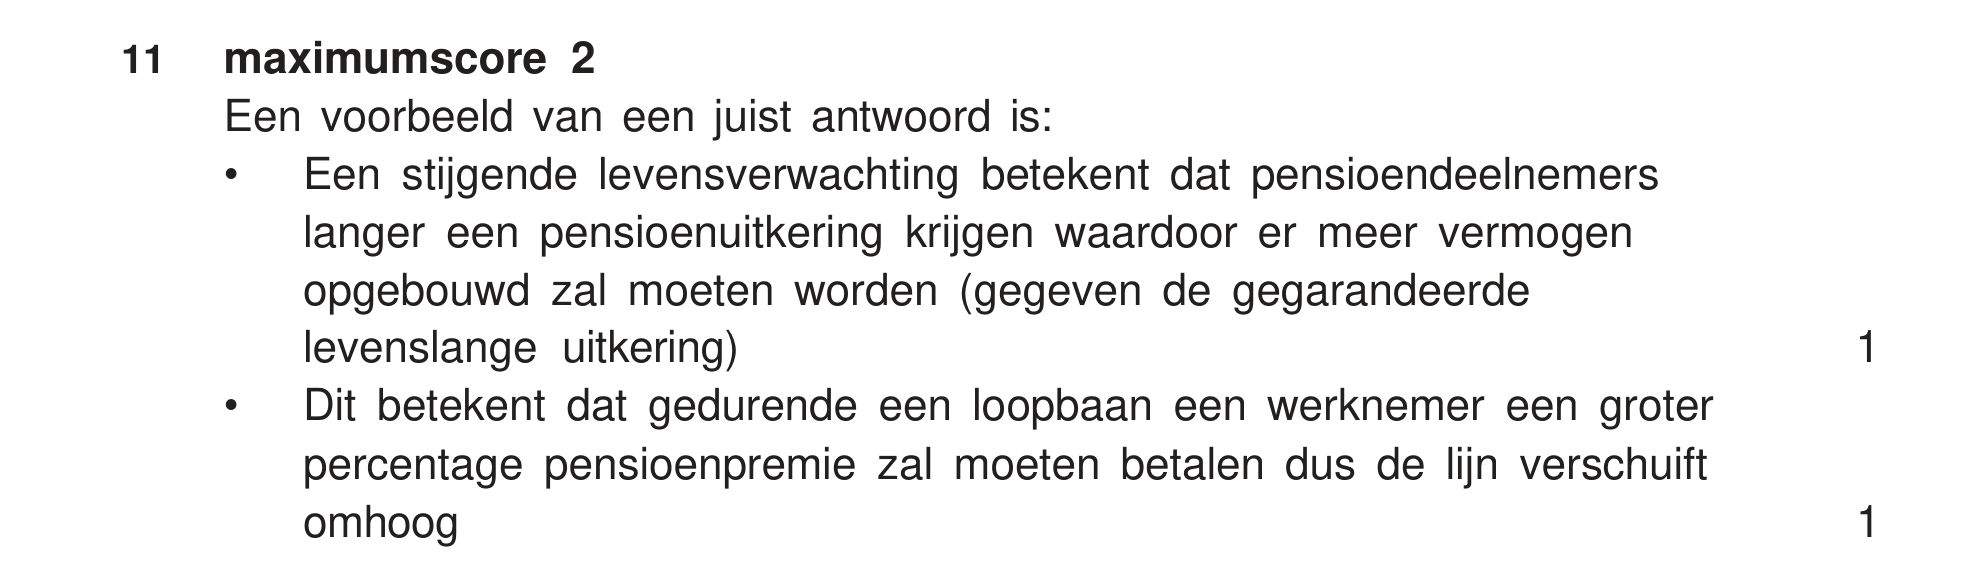 11 maximumscore 2
Een voorbeeld van een juist antwoord is:
• Een stijgende levensverwachting betekent dat pensioendeelnemers
langer een pensioenuitkering krijgen waardoor er meer vermogen
opgebouwd zal moeten worden (gegeven de gegarandeerde
levenslange uitkering) 1
• Dit betekent dat gedurende een loopbaan een werknemer een groter
percentage pensioenpremie zal moeten betalen dus de lijn verschuift
omhoog 1